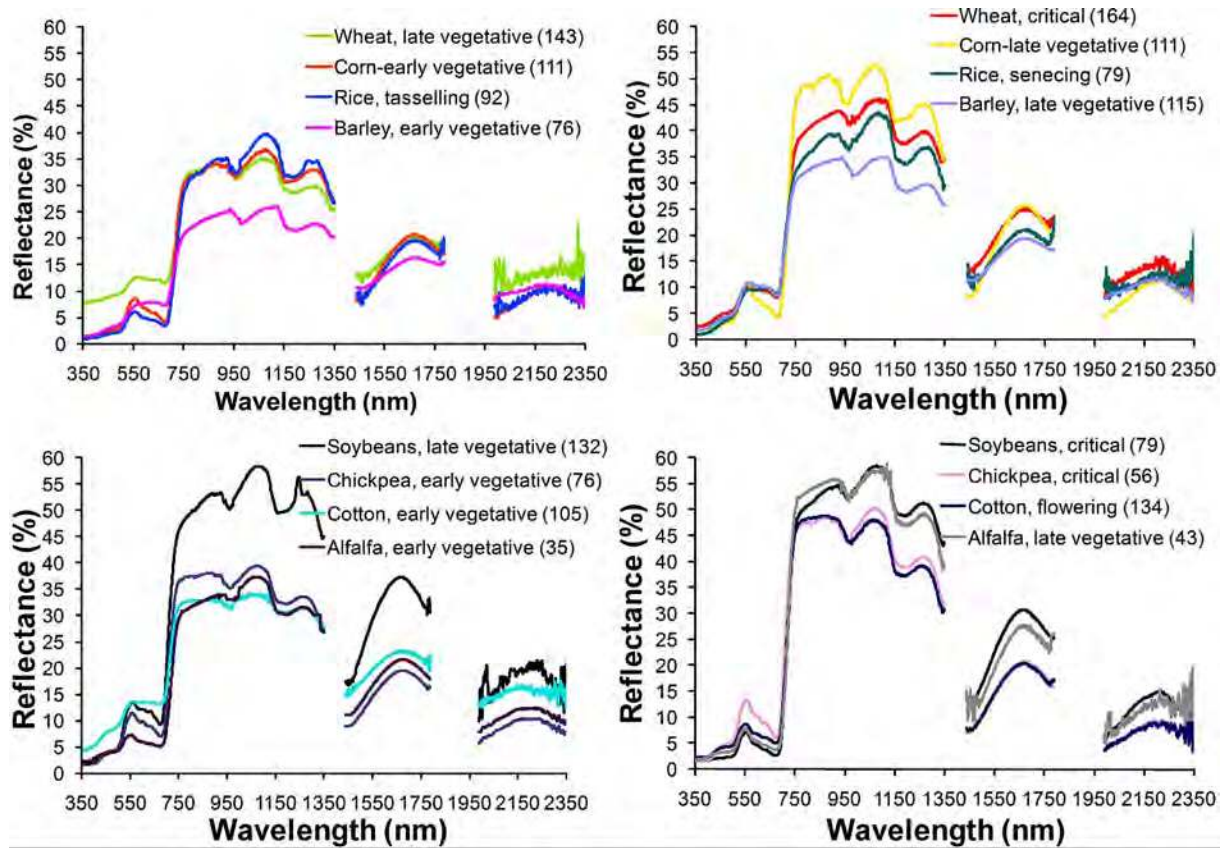 Wheat, late vegetative (143)
Corn-early vegetative (111)
Rice, tasselling (92)
Barley, early vegetative (76)
Reflectance (%)
60
55
50
45
40
35
30
25
20
15
10
5
0
350 550 750 950 1150 1350 1550 1750 1950 2150 2350
Wavelength (nm)
Wheat, critical (164)
Corn-late vegetative (111)
Rice, senecing (79)
Barley, late vegetative (115)
Reflectance (%)
60
55
50
45
40
35
30
25
20
15
10
5
0
350 550 750 950 1150 1350 1550 1750 1950 2150 2350
Wavelength (nm)
Soybeans, late vegetative (132)
Chickpea, early vegetative (76)
Cotton, early vegetative (105)
Alfalfa, early vegetative (35)
Reflectance (%)
60
55
50
45
40
35
30
25
20
15
10
5
0
350 550 750 950 1150 1350 1550 1750 1950 2150 2350
Wavelength (nm)
Soybeans, critical (79)
Chickpea, critical (56)
Cotton, flowering (134)
Alfalfa, late vegetative (43)
Reflectance (%)
60
55
50
45
40
35
30
25
20
15
10
5
0
350 550 750 950 1150 1350 1550 1750 1950 2150 2350
Wavelength (nm)